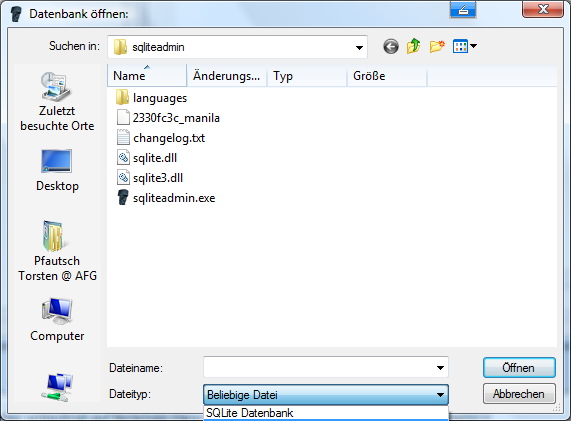 Datenbank öffnen:
Suchen in:
sqliteadmin
Name
Änderungs...
Typ
Größe
Zuletzt
besuchte Orte
Desktop
Pfautsch
Torsten @ AFG
Computer
languages
2330fc3c_manila
changelog.txt
sqlite.dll
sqlite3.dll
sqliteadmin.exe
Dateiname:
Öffnen
Dateityp:
Beliebige Datei
Abbrechen
SQLite Datenbank